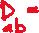 D =
ab